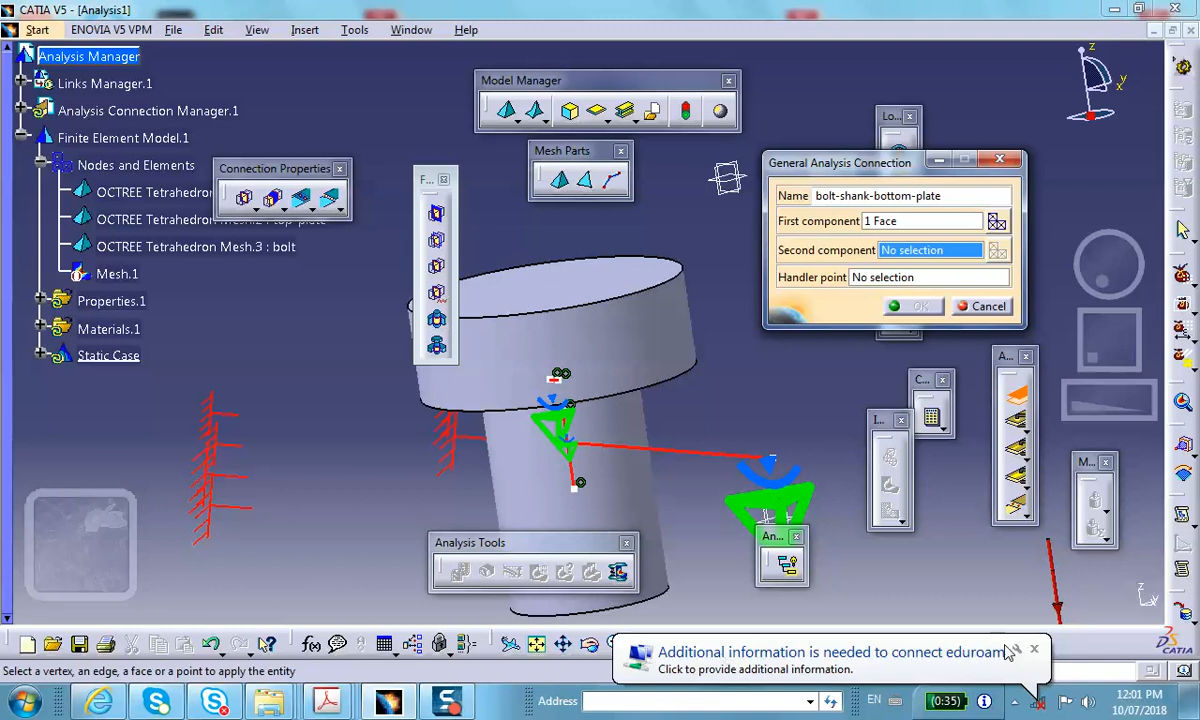 CATIA V5 - [Analysis1]
Start ENOVIA V5 VPM File Edit View Insert Tools Window Help
Analysis Manager
Links Manager.1
Analysis Connection Manager.1
Finite Element Model.1
Nodes and Elements
OCTREE Tetrahedron
OCTREE Tetrahedron
OCTREE Tetrahedron Mesh.3 : bolt
Mesh.1
Properties.1
Materials.1
Static Case
Connection Properties
Model Manager
Mesh Parts
F...
Lo...
General Analysis Connection
Name bolt-shank-bottom-plate
First component 1 Face
Second component No selection
Handler point No selection
OK Cancel
z
y
x
A...
C...
I...
M...
Analysis Tools
An...
f(x)
Select a vertex, an edge, a face or a point to apply the entity
Additional information is needed to connect eduroam
Click to provide additional information.
CATIA
Address
EN
(0:35)
12:01 PM
10/07/2018